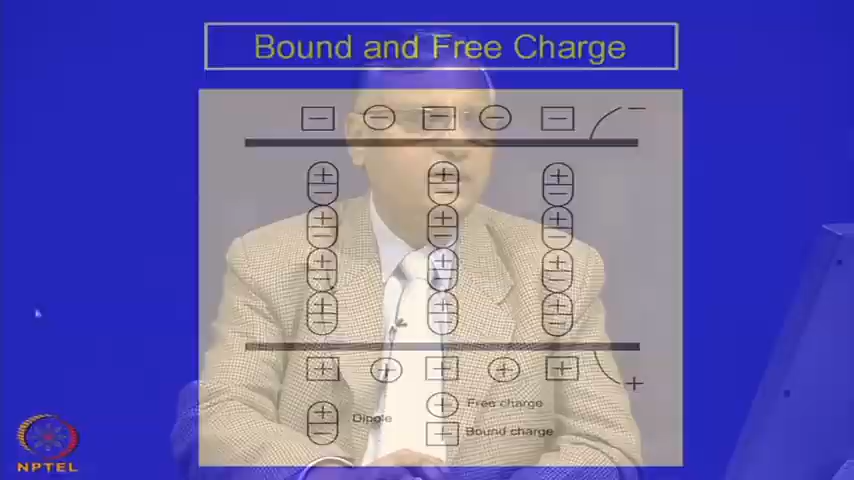 Bound and Free Charge
− − − − − −
+ + +
− − −
+ + +
− − −
+ + +
− − −
+ + +
− − −
+ + + + + +
+ Free charge
+
− Dipole
+ Bound charge
NPTEL